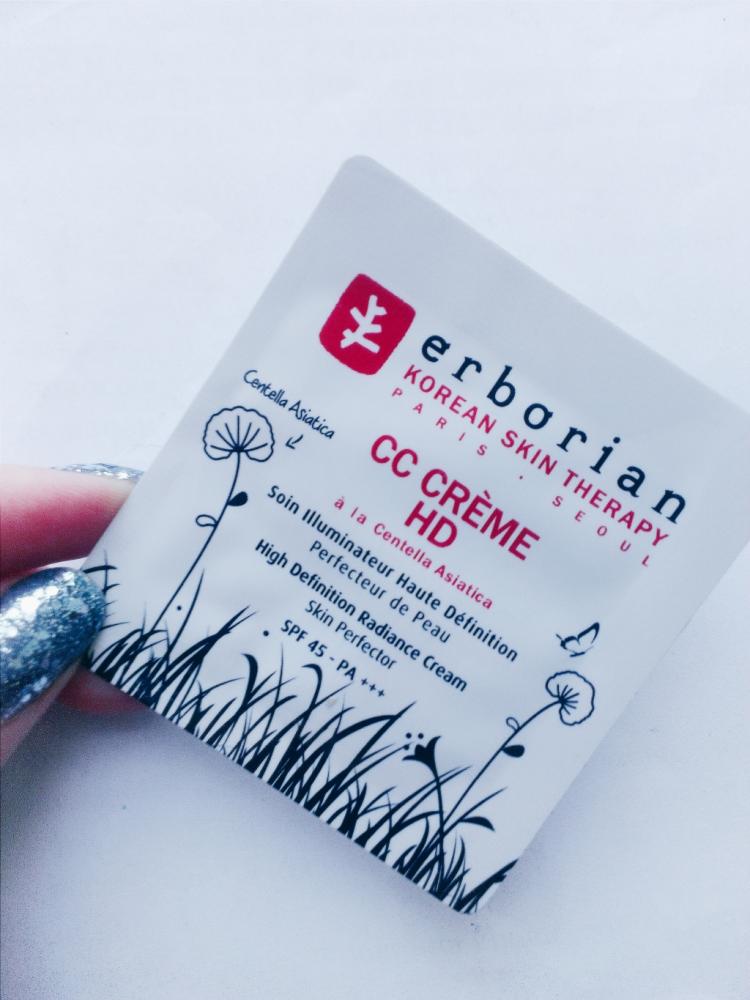 erborian
KOREAN SKIN THERAPY
PARIS · SEOUL
Centella Asiatica
CC CRÈME
HD
à la Centella Asiatica
Soin Illuminateur Haute Définition
Perfecteur de Peau
High Definition Radiance Cream
Skin Perfector
SPF 45 - PA +++